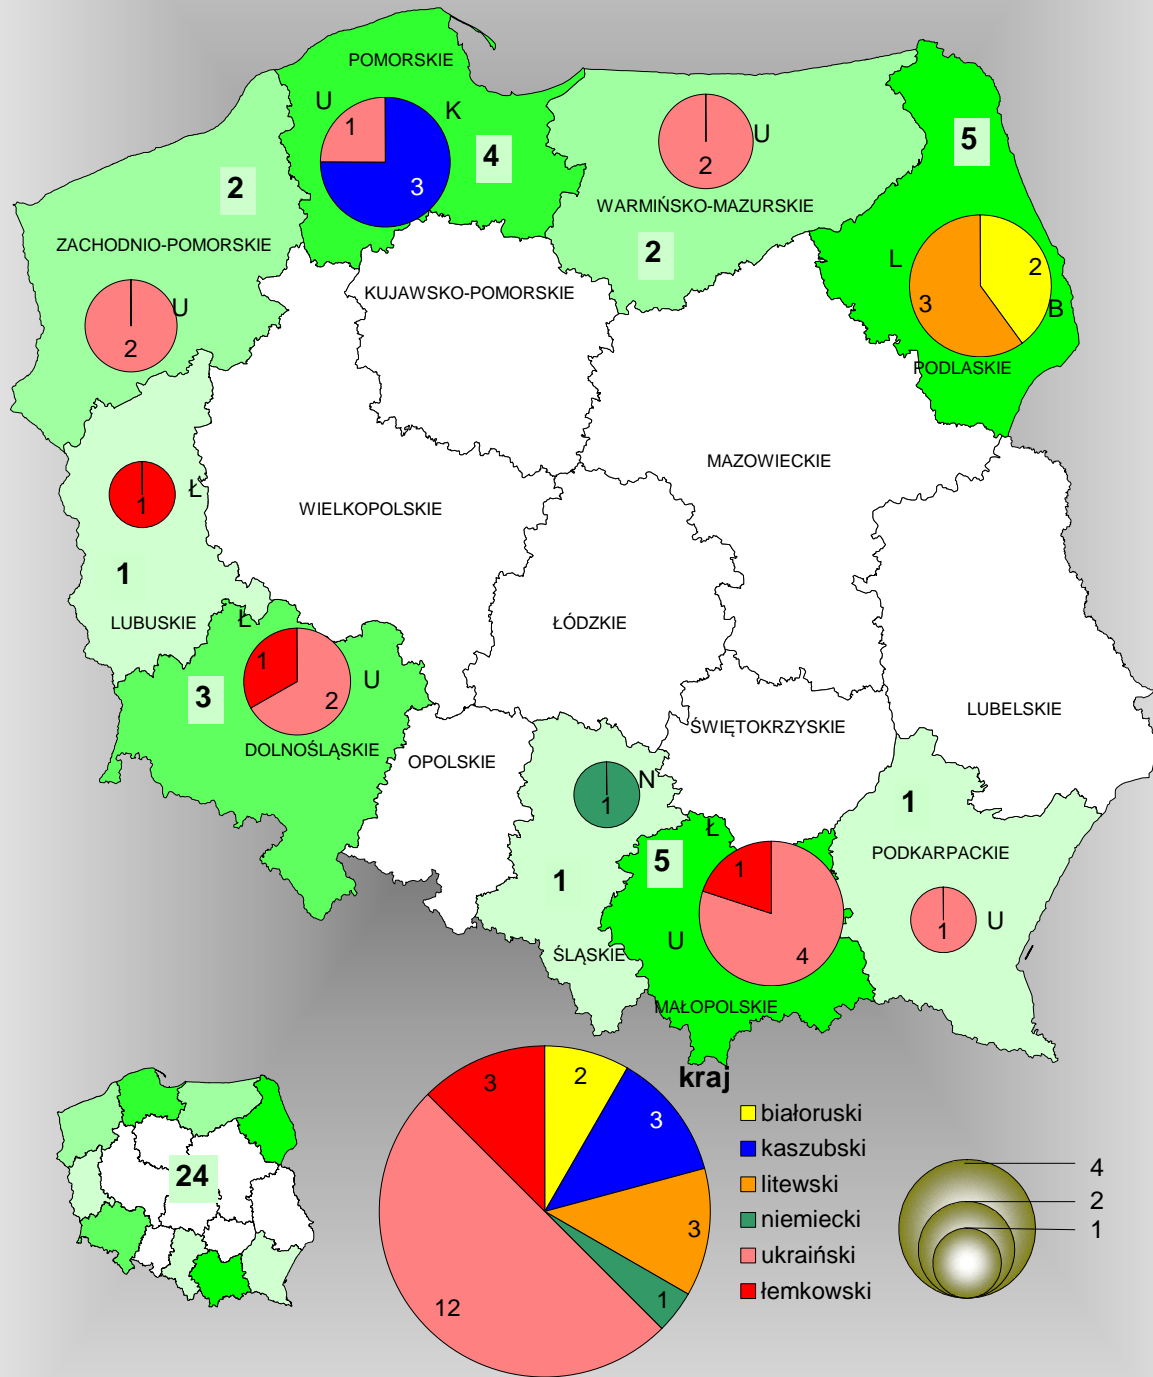 POMORSKIE
U
K
1
3
4
U
2
WARMIŃSKO-MAZURSKIE
2
5
L
2
3
B
PODLASKIE
2
ZACHODNIO-POMORSKIE
U
2
KUJAWSKO-POMORSKIE
MAZOWIECKIE
WIELKOPOLSKIE
Ł
1
1
LUBUSKIE
Ł
1
2
U
3
DOLNOŚLĄSKIE
ŁÓDZKIE
LUBELSKIE
ŚWIĘTOKRZYSKIE
OPOLSKIE
N
1
1
ŚLĄSKIE
Ł
5
1
U
4
MAŁOPOLSKIE
1
PODKARPACKIE
1
U
24
kraj
3
2
3
3
1
12
białoruski
kaszubski
litewski
niemiecki
ukraiński
łemkowski
4
2
1